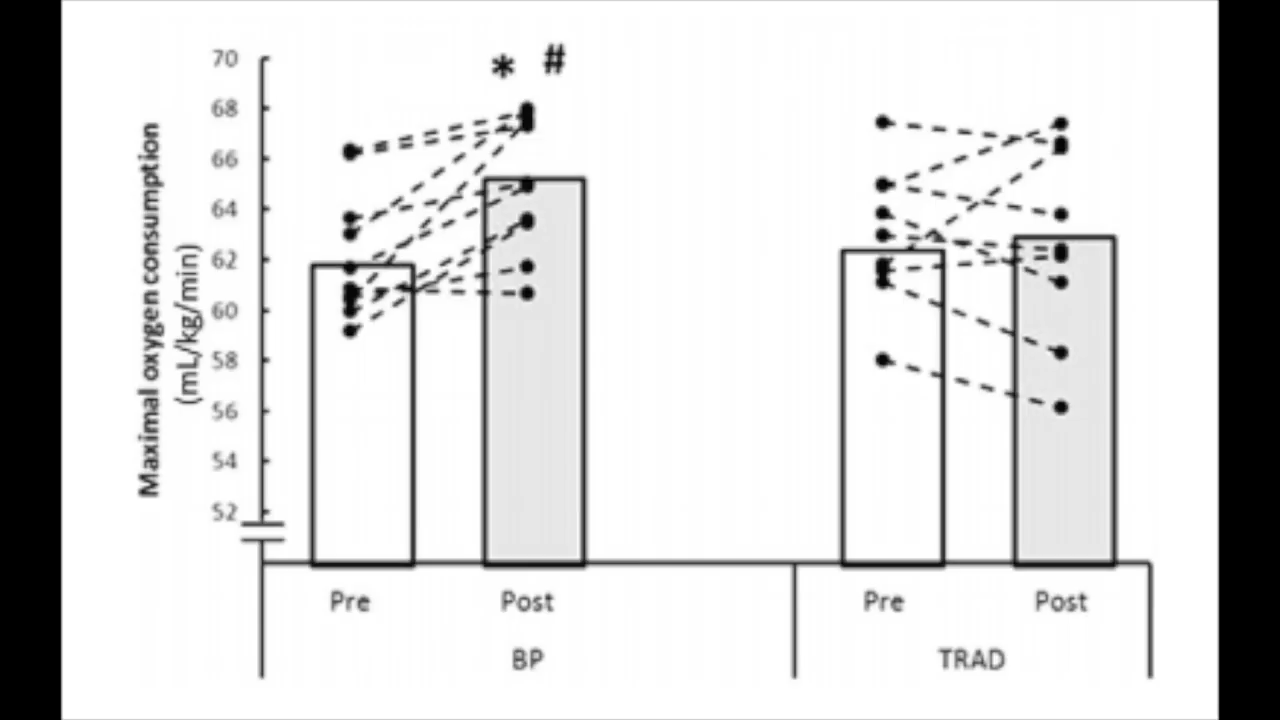 * #
70
68
66
64
62
60
58
56
54
52
Maximal oxygen consumption
(mL/kg/min)
Pre Post Pre Post
BP TRAD